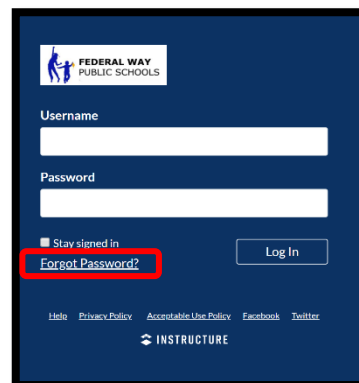 FEDERAL WAY
PUBLIC SCHOOLS
Username
Password
Stay signed in
Forgot Password?
Log In
Help Privacy Policy Acceptable Use Policy Facebook Twitter
INSTRUCTURE